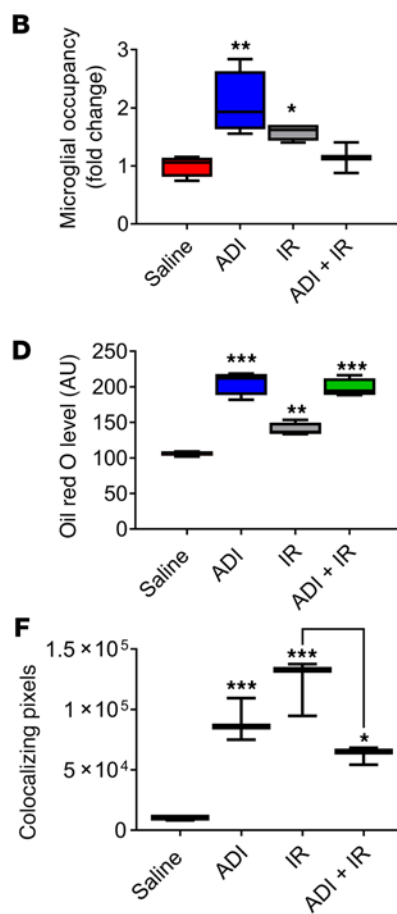 B
Microglial occupancy
(fold change)
3
2
1
0
**
*
Saline
ADI
IR
ADI + IR
D
Oil red O level (AU)
250
200
150
100
50
0
***
**
***
Saline
ADI
IR
ADI + IR
F
Colocalizing pixels
1.5 × 10⁵
1 × 10⁵
5 × 10⁴
0
***
***
*
Saline
ADI
IR
ADI + IR